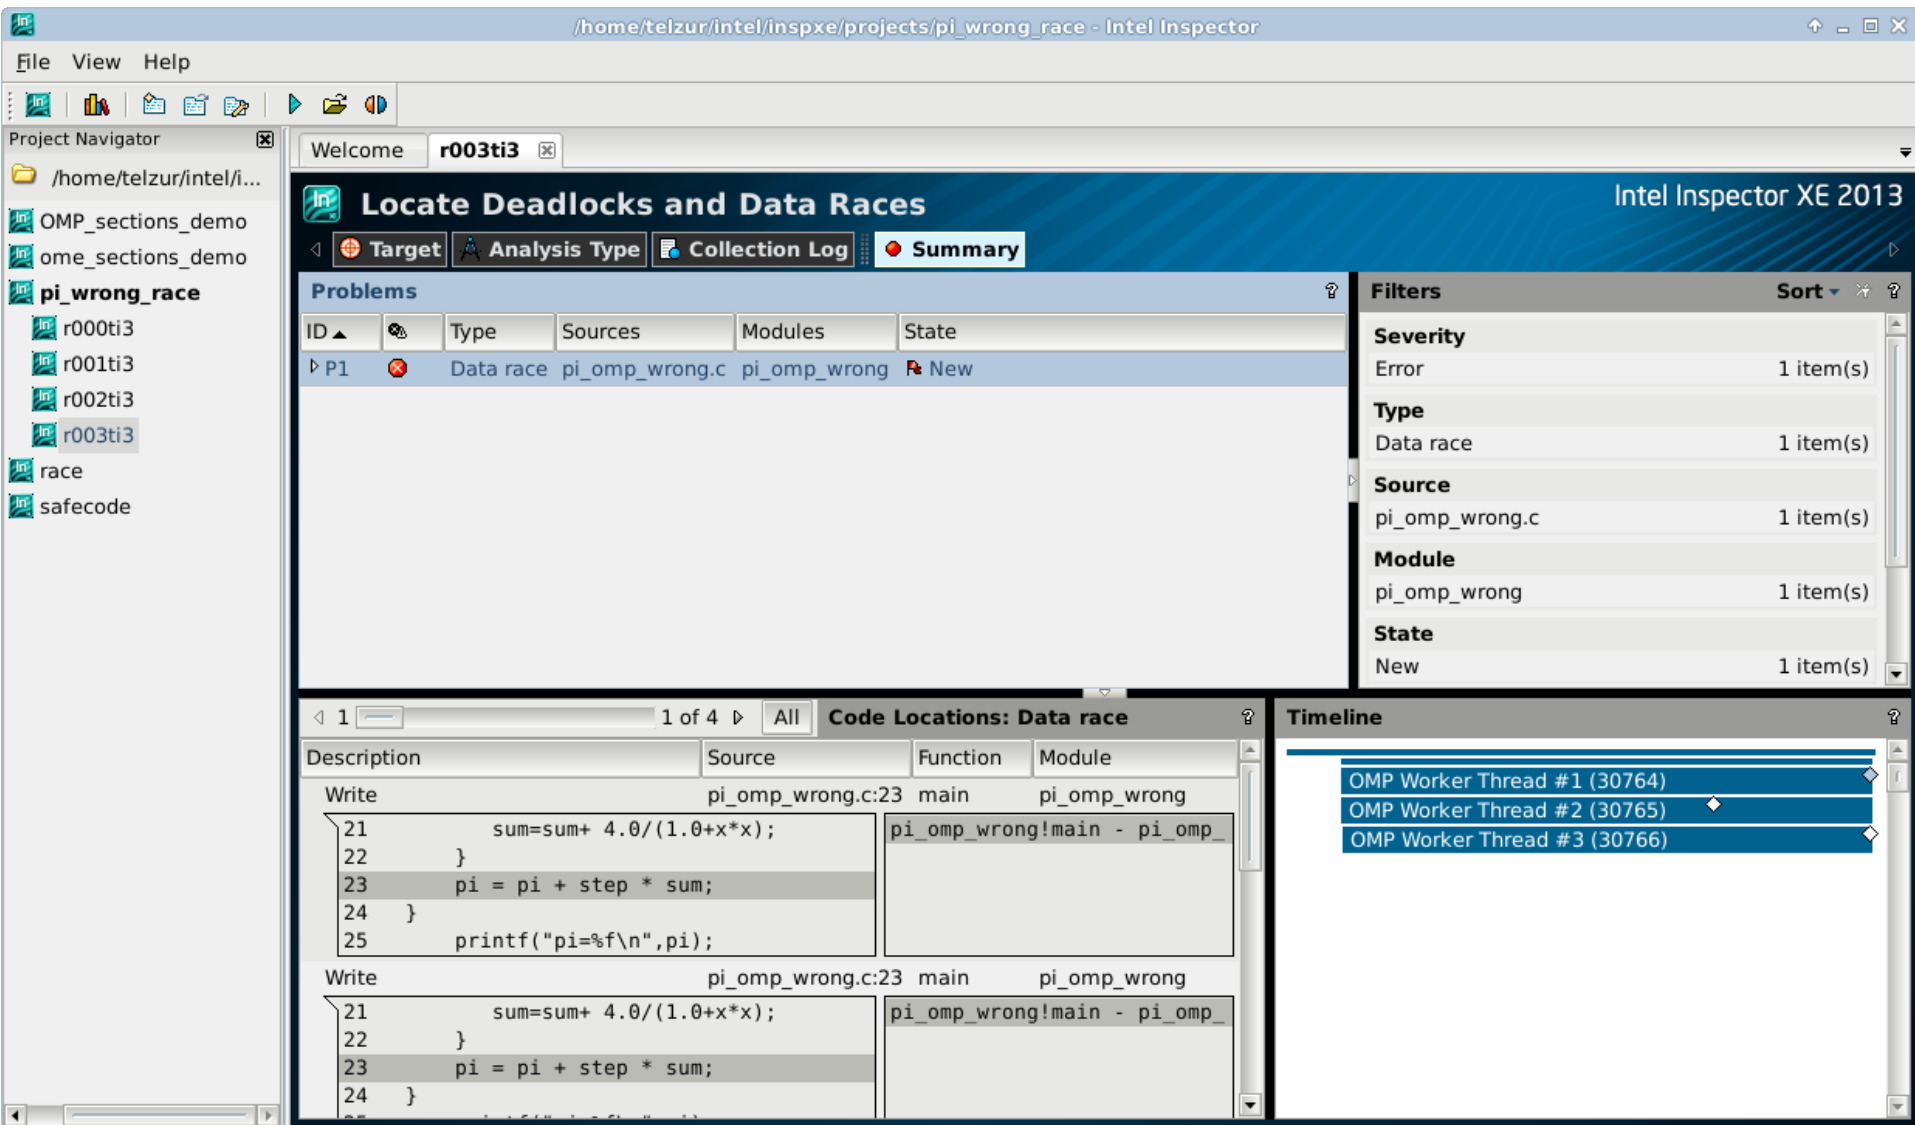 /home/telzur/intel/inspxe/projects/pi_wrong_race - Intel Inspector
File View Help
Project Navigator
/home/telzur/intel/i...
OMP_sections_demo
ome_sections_demo
pi_wrong_race
r000ti3
r001ti3
r002ti3
r003ti3
race
safecode
Welcome r003ti3
Locate Deadlocks and Data Races
Intel Inspector XE 2013
Target Analysis Type Collection Log Summary
Problems ?
ID Type Sources Modules State
P1 Data race pi_omp_wrong.c pi_omp_wrong New
Filters Sort ?
Severity
Error 1 item(s)
Type
Data race 1 item(s)
Source
pi_omp_wrong.c 1 item(s)
Module
pi_omp_wrong 1 item(s)
State
New 1 item(s)
1 1 of 4 All Code Locations: Data race ?
Description Source Function Module
Write pi_omp_wrong.c:23 main pi_omp_wrong
21 sum=sum+ 4.0/(1.0+x*x); pi_omp_wrong!main - pi_omp_
22 }
23 pi = pi + step * sum;
24 }
25 printf("pi=%f\n",pi);
Write pi_omp_wrong.c:23 main pi_omp_wrong
21 sum=sum+ 4.0/(1.0+x*x); pi_omp_wrong!main - pi_omp_
22 }
23 pi = pi + step * sum;
24 }
Timeline ?
OMP Worker Thread #1 (30764)
OMP Worker Thread #2 (30765)
OMP Worker Thread #3 (30766)